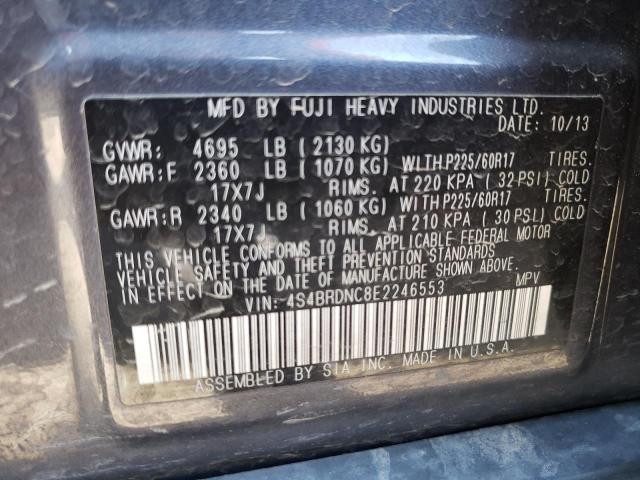 MFD BY FUJI HEAVY INDUSTRIES LTD.
DATE: 10/13
GVWR: 4695 LB ( 2130 KG)
GAWR:F 2360 LB ( 1070 KG) WITH P225/60R17 TIRES.
17X7J RIMS. AT 220 KPA ( 32 PSI) COLD
GAWR:R 2340 LB ( 1060 KG) WITH P225/60R17 TIRES.
17X7J RIMS. AT 210 KPA ( 30 PSI) COLD
THIS VEHICLE CONFORMS TO ALL APPLICABLE FEDERAL MOTOR
VEHICLE SAFETY AND THEFT PREVENTION STANDARDS
IN EFFECT ON THE DATE OF MANUFACTURE SHOWN ABOVE.
VIN: 4S4BRDNC8E2246553 MPV
ASSEMBLED BY SIA INC. MADE IN U.S.A.